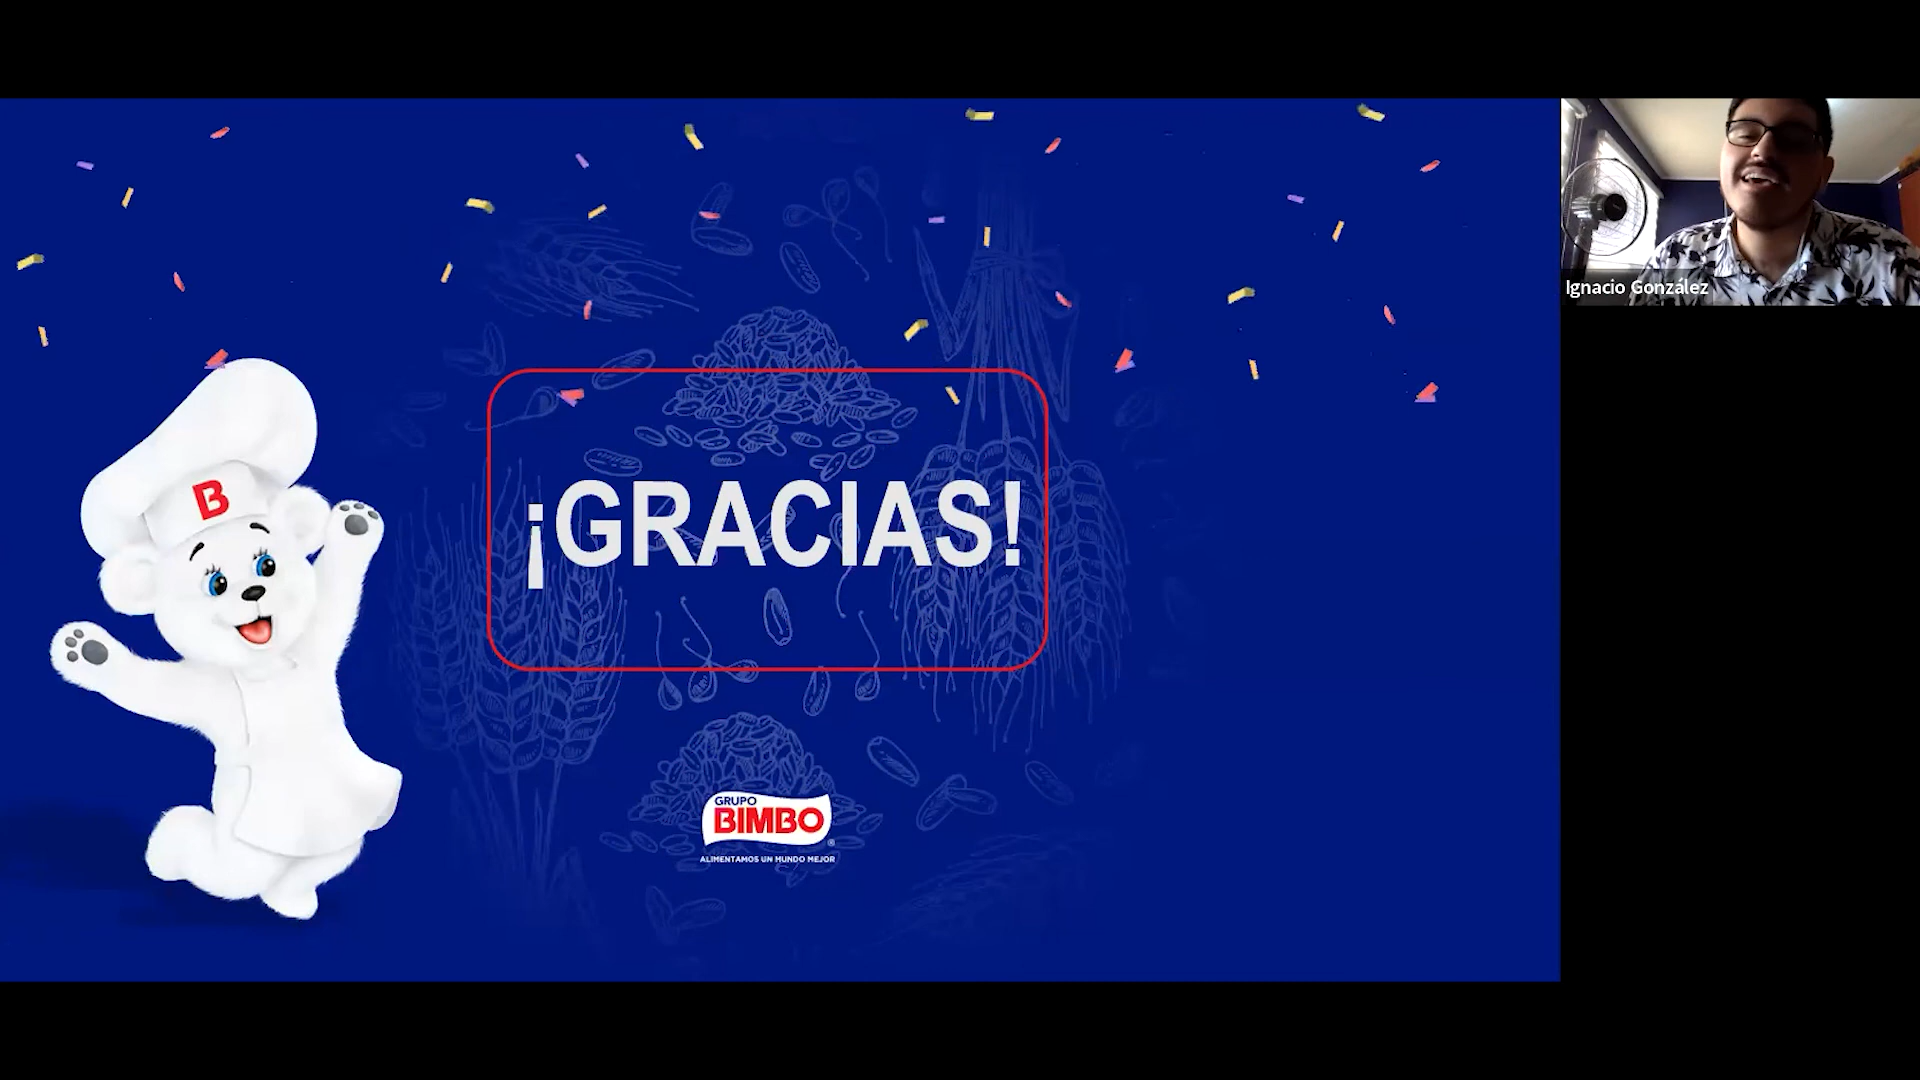 Ignacio González
B
¡GRACIAS!
GRUPO
BIMBO
®
ALIMENTAMOS UN MUNDO MEJOR